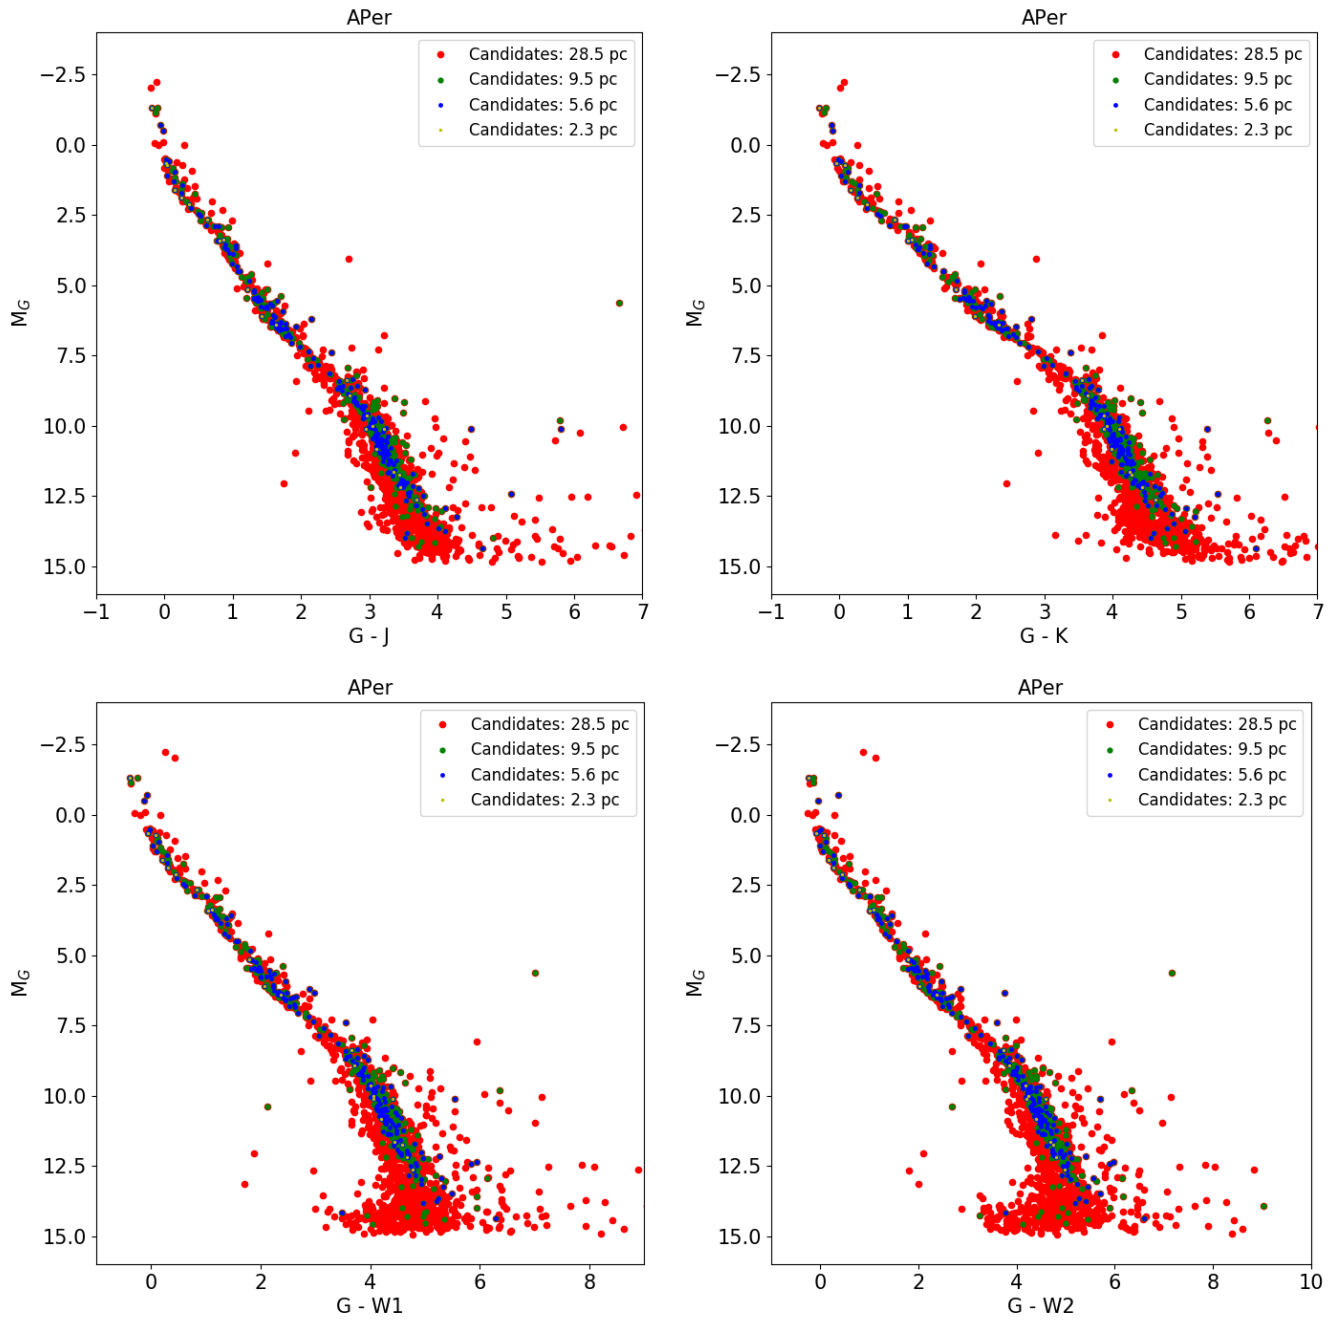 APer
Candidates: 28.5 pc
Candidates: 9.5 pc
Candidates: 5.6 pc
Candidates: 2.3 pc
−2.5
0.0
2.5
5.0
7.5
10.0
12.5
15.0
M_G
−1 0 1 2 3 4 5 6 7
G - J
APer
Candidates: 28.5 pc
Candidates: 9.5 pc
Candidates: 5.6 pc
Candidates: 2.3 pc
−2.5
0.0
2.5
5.0
7.5
10.0
12.5
15.0
M_G
−1 0 1 2 3 4 5 6 7
G - K
APer
Candidates: 28.5 pc
Candidates: 9.5 pc
Candidates: 5.6 pc
Candidates: 2.3 pc
−2.5
0.0
2.5
5.0
7.5
10.0
12.5
15.0
M_G
0 2 4 6 8
G - W1
APer
Candidates: 28.5 pc
Candidates: 9.5 pc
Candidates: 5.6 pc
Candidates: 2.3 pc
−2.5
0.0
2.5
5.0
7.5
10.0
12.5
15.0
M_G
0 2 4 6 8 10
G - W2